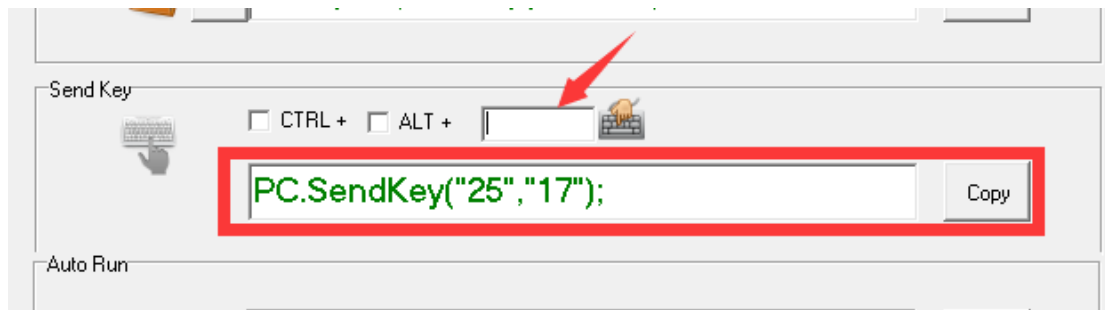 Send Key
CTRL + ALT +
PC.SendKey("25","17");
Copy
Auto Run